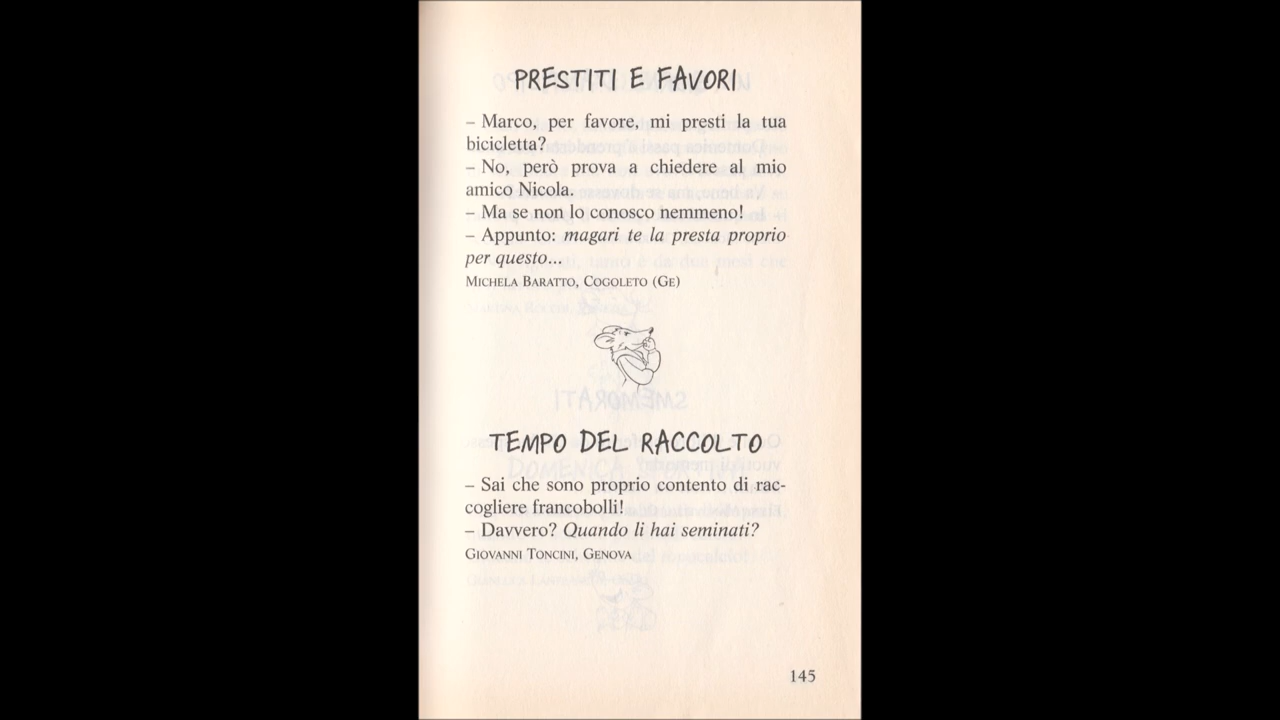 PRESTITI E FAVORI
– Marco, per favore, mi presti la tua
bicicletta?
– No, però prova a chiedere al mio
amico Nicola.
– Ma se non lo conosco nemmeno!
– Appunto: magari te la presta proprio
per questo...
MICHELA BARATTO, COGOLETO (GE)
TEMPO DEL RACCOLTO
– Sai che sono proprio contento di rac-
cogliere francobolli!
– Davvero? Quando li hai seminati?
GIOVANNI TONCINI, GENOVA
145